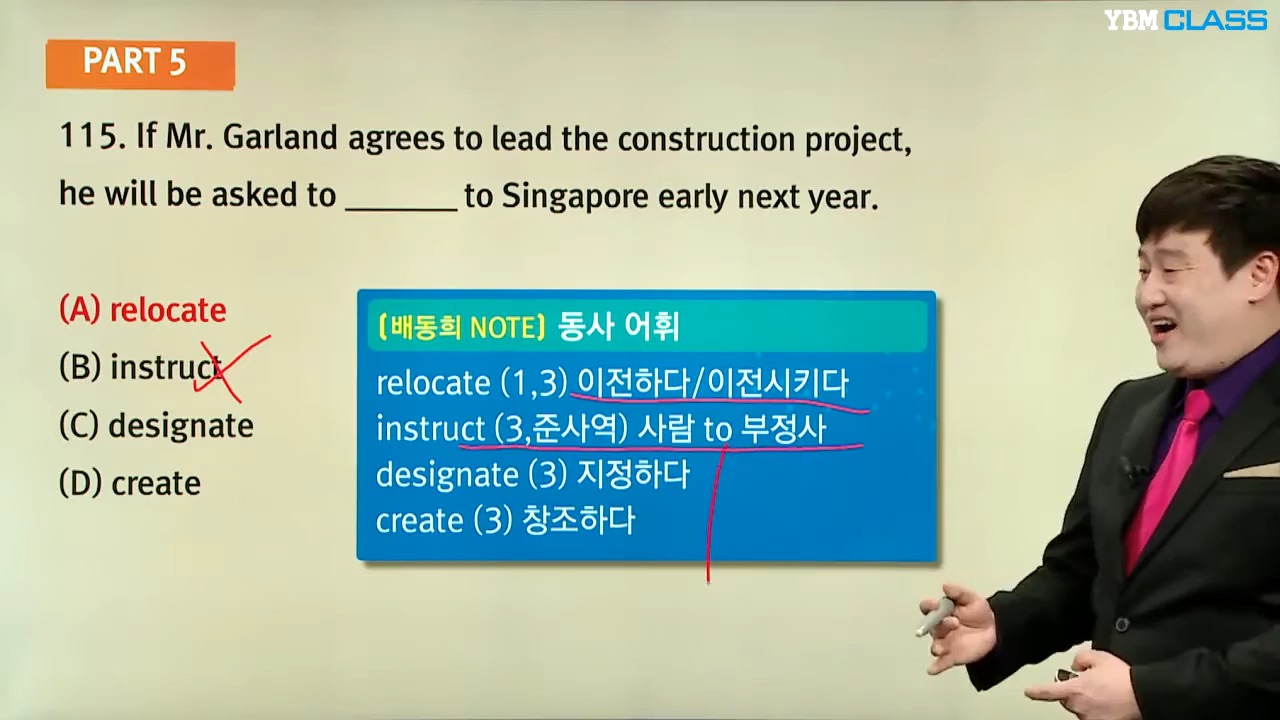 YBM CLASS
PART 5
115. If Mr. Garland agrees to lead the construction project,
he will be asked to _______ to Singapore early next year.
(A) relocate
(B) instruct
(C) designate
(D) create
[배동희 NOTE] 동사 어휘
relocate (1,3) 이전하다/이전시키다
instruct (3,준사역) 사람 to 부정사
designate (3) 지정하다
create (3) 창조하다